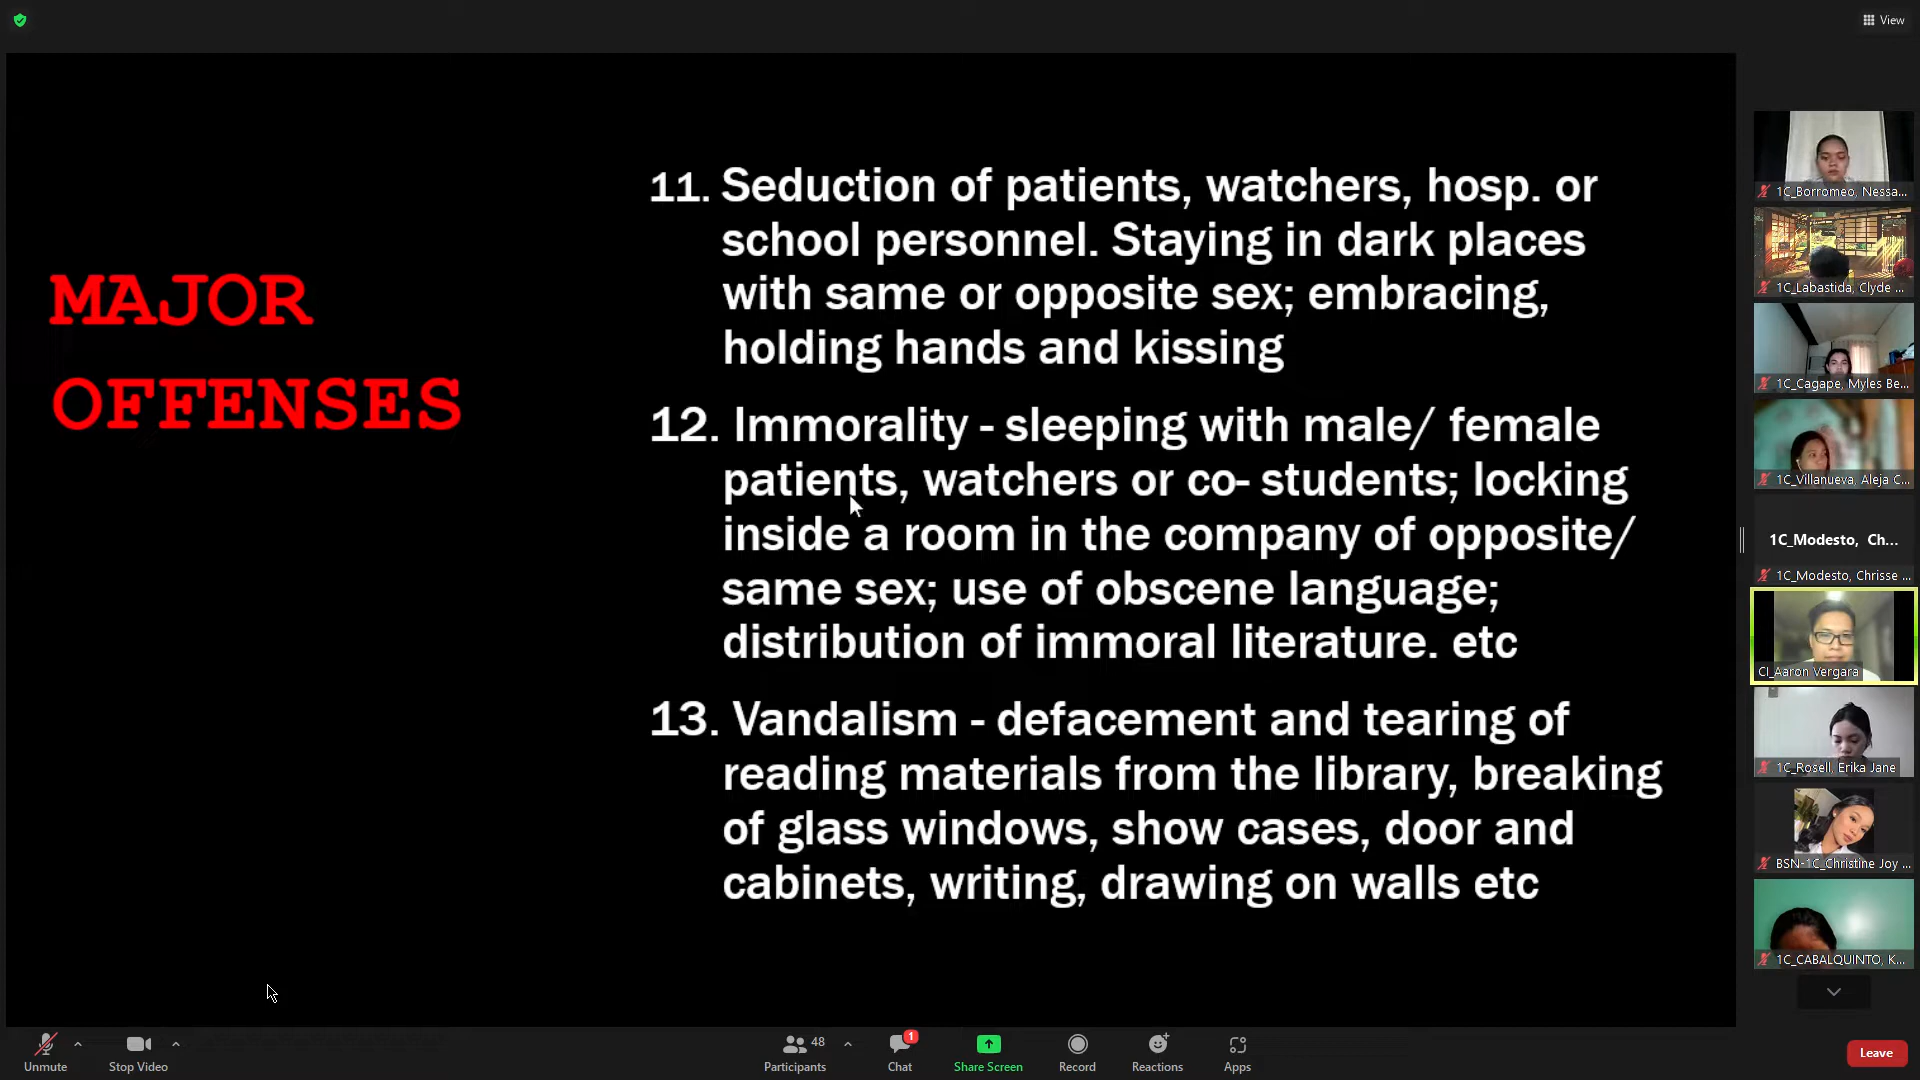 View
MAJOR
OFFENSES
11. Seduction of patients, watchers, hosp. or
school personnel. Staying in dark places
with same or opposite sex; embracing,
holding hands and kissing
12. Immorality - sleeping with male/ female
patients, watchers or co- students; locking
inside a room in the company of opposite/
same sex; use of obscene language;
distribution of immoral literature. etc
13. Vandalism - defacement and tearing of
reading materials from the library, breaking
of glass windows, show cases, door and
cabinets, writing, drawing on walls etc
1C_Borromeo, Nessa...
1C_Labastida, Clyde ...
1C_Cagape, Myles Be...
1C_Villanueva, Aleja C...
1C_Modesto, Ch...
1C_Modesto, Chrisse ...
CI_Aaron Vergara
1C_Rosell, Erika Jane
BSN-1C_Christine Joy ...
1C_CABALQUINTO, K...
Unmute
Stop Video
48
Participants
1
Chat
Share Screen
Record
Reactions
Apps
Leave